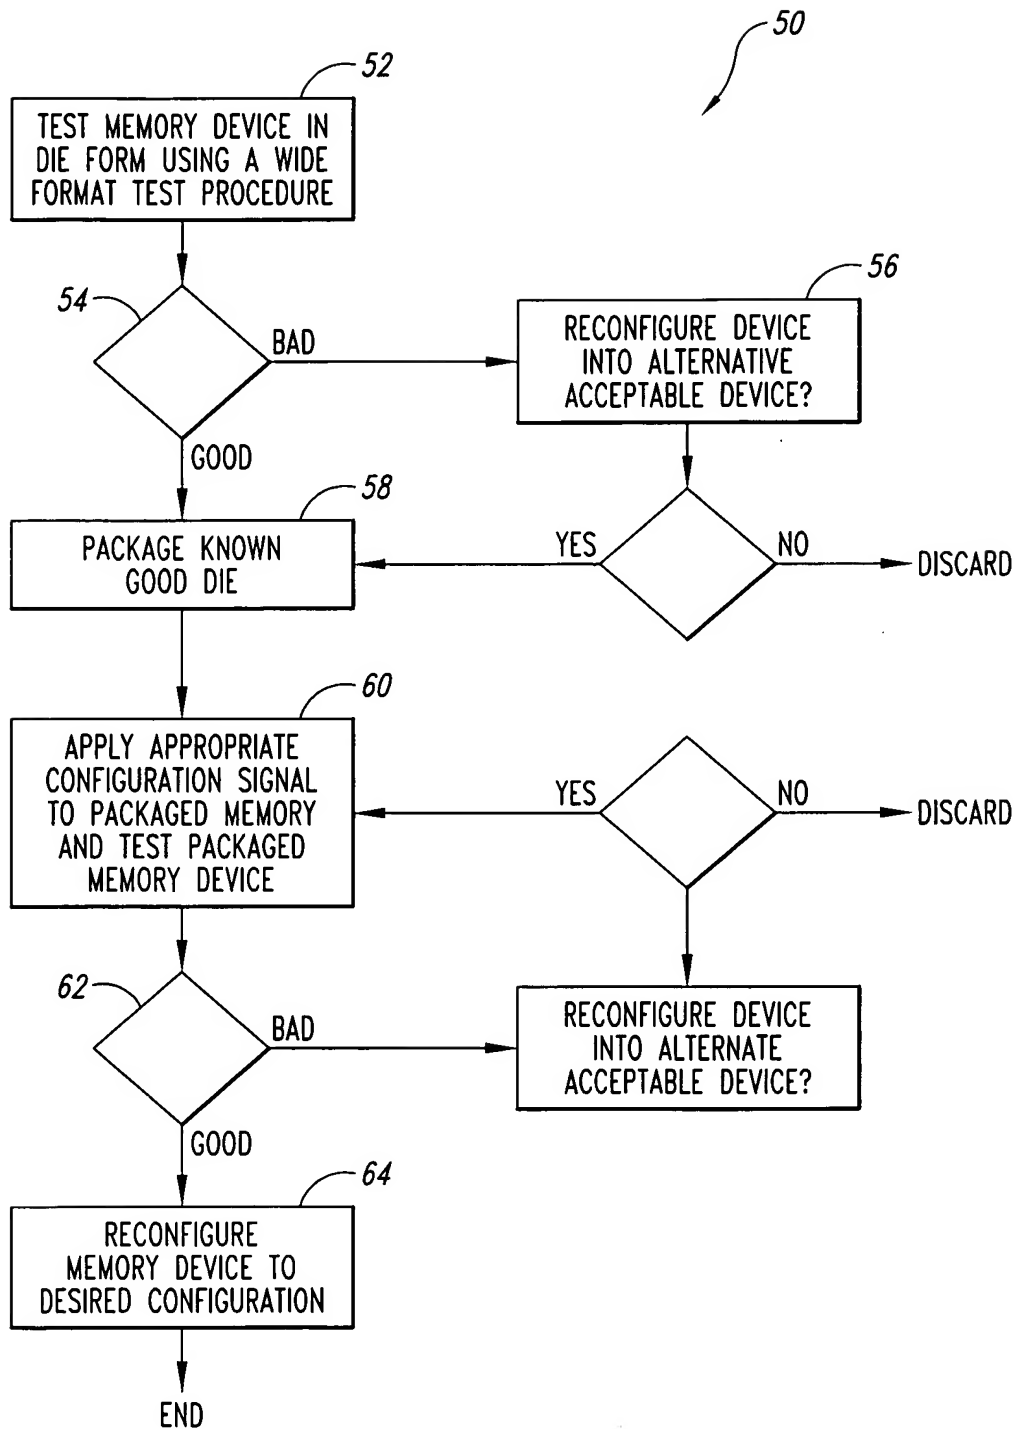 50
52
TEST MEMORY DEVICE IN
DIE FORM USING A WIDE
FORMAT TEST PROCEDURE
54
BAD
GOOD
56
RECONFIGURE DEVICE
INTO ALTERNATIVE
ACCEPTABLE DEVICE?
58
PACKAGE KNOWN
GOOD DIE
YES
NO
DISCARD
60
APPLY APPROPRIATE
CONFIGURATION SIGNAL
TO PACKAGED MEMORY
AND TEST PACKAGED
MEMORY DEVICE
YES
NO
DISCARD
62
BAD
GOOD
RECONFIGURE DEVICE
INTO ALTERNATE
ACCEPTABLE DEVICE?
64
RECONFIGURE
MEMORY DEVICE TO
DESIRED CONFIGURATION
END